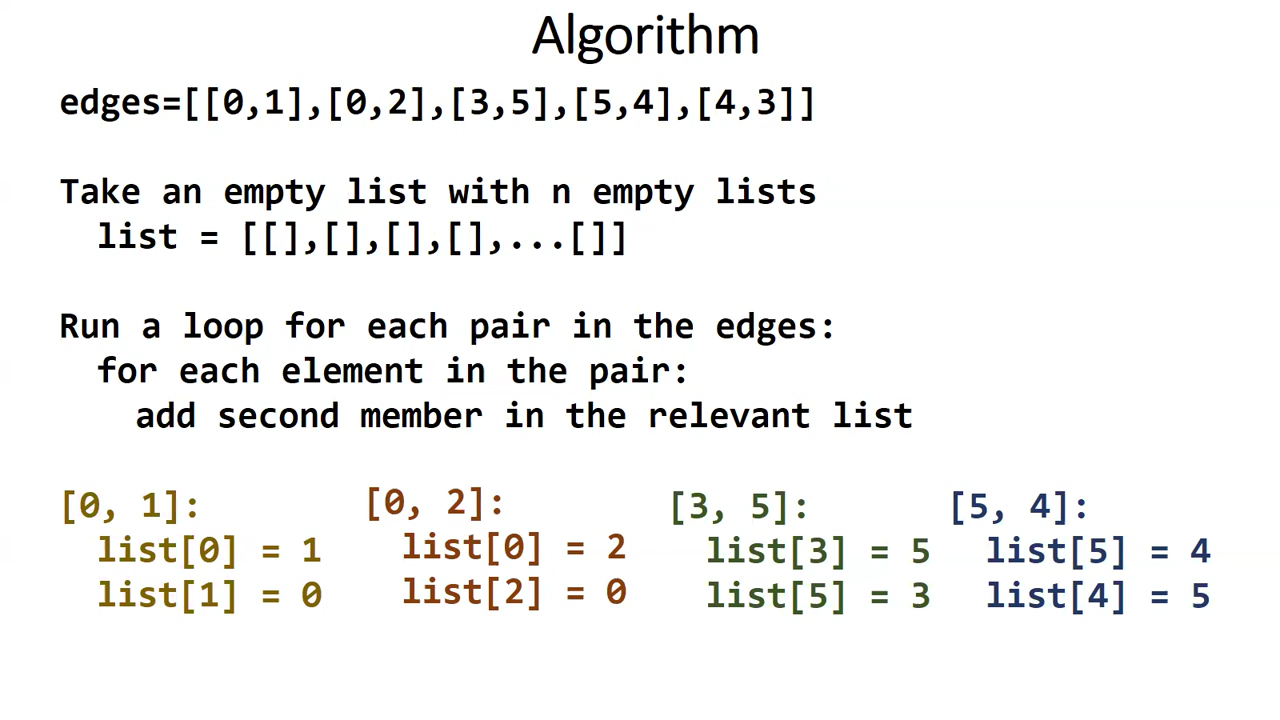 Algorithm
edges=[[0,1],[0,2],[3,5],[5,4],[4,3]]
Take an empty list with n empty lists
list = [[],[],[],[],...[]]
Run a loop for each pair in the edges:
for each element in the pair:
add second member in the relevant list
[0, 1]:
list[0] = 1
list[1] = 0
[0, 2]:
list[0] = 2
list[2] = 0
[3, 5]:
list[3] = 5
list[5] = 3
[5, 4]:
list[5] = 4
list[4] = 5